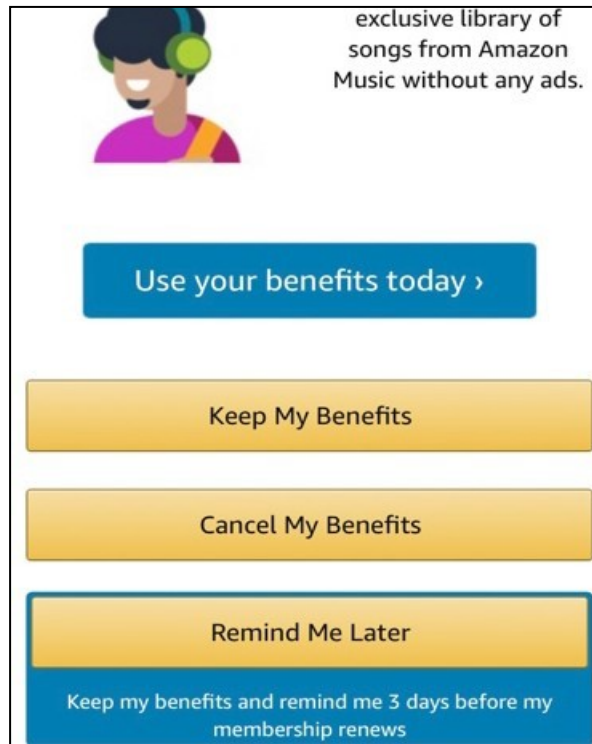 exclusive library of
songs from Amazon
Music without any ads.
Use your benefits today ›
Keep My Benefits
Cancel My Benefits
Remind Me Later
Keep my benefits and remind me 3 days before my
membership renews